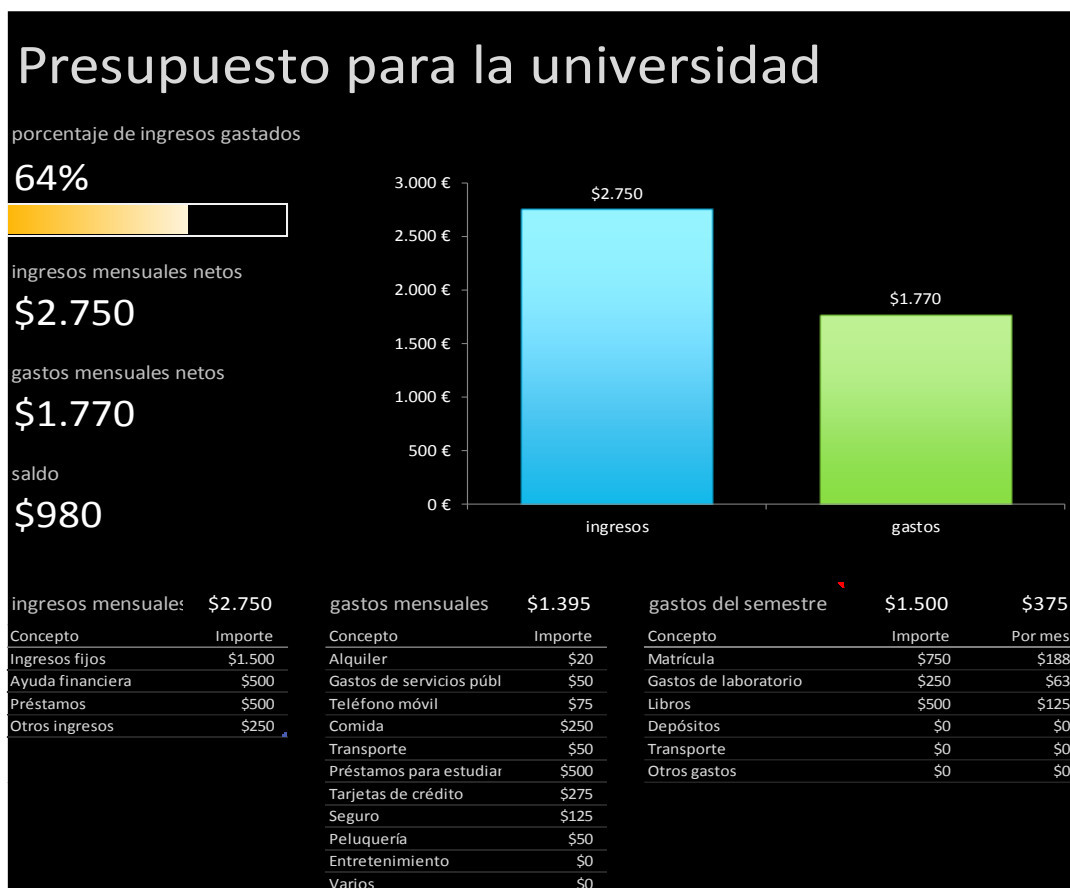 Presupuesto para la universidad
porcentaje de ingresos gastados
64%
ingresos mensuales netos
$2.750
gastos mensuales netos
$1.770
saldo
$980
3.000 €
2.500 €
2.000 €
1.500 €
1.000 €
500 €
0 €
$2.750
$1.770
ingresos
gastos
ingresos mensuales $2.750
Concepto Importe
Ingresos fijos $1.500
Ayuda financiera $500
Préstamos $500
Otros ingresos $250
gastos mensuales $1.395
Concepto Importe
Alquiler $20
Gastos de servicios públ $50
Teléfono móvil $75
Comida $250
Transporte $50
Préstamos para estudiar $500
Tarjetas de crédito $275
Seguro $125
Peluquería $50
Entretenimiento $0
Varios $0
gastos del semestre $1.500 $375
Concepto Importe Por mes
Matrícula $750 $188
Gastos de laboratorio $250 $63
Libros $500 $125
Depósitos $0 $0
Transporte $0 $0
Otros gastos $0 $0